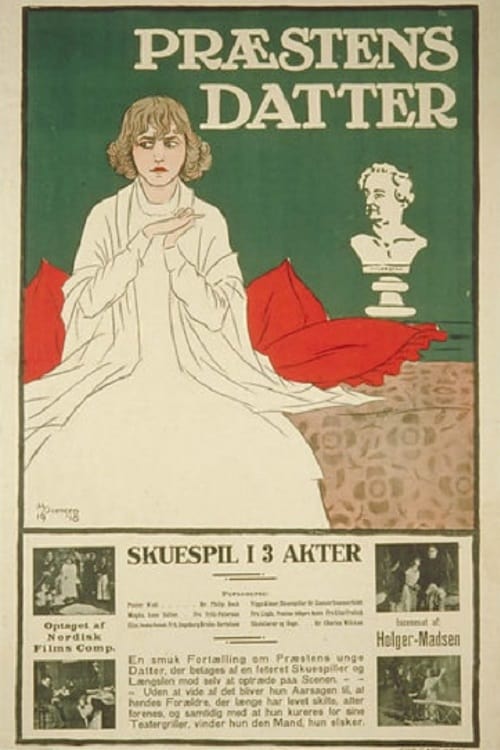 PRÆSTENS
DATTER
19 16
SKUESPIL I 3 AKTER
Personerne:
Optaget af
Nordisk
Films Comp.
Iscenesat af:
Holger-Madsen
En smuk Fortælling om Præstens unge
Datter, der betages af en feteret Skuespiller og
Længslen mod selv at optræde paa Scenen. – –
– Uden at vide af det bliver hun Aarsagen til, at
hendes Forældre, der længe har levet skilte, atter
forenes, og samtidig med at hun kureres for sine
Teatergriller, vinder hun den Mand, hun elsker.